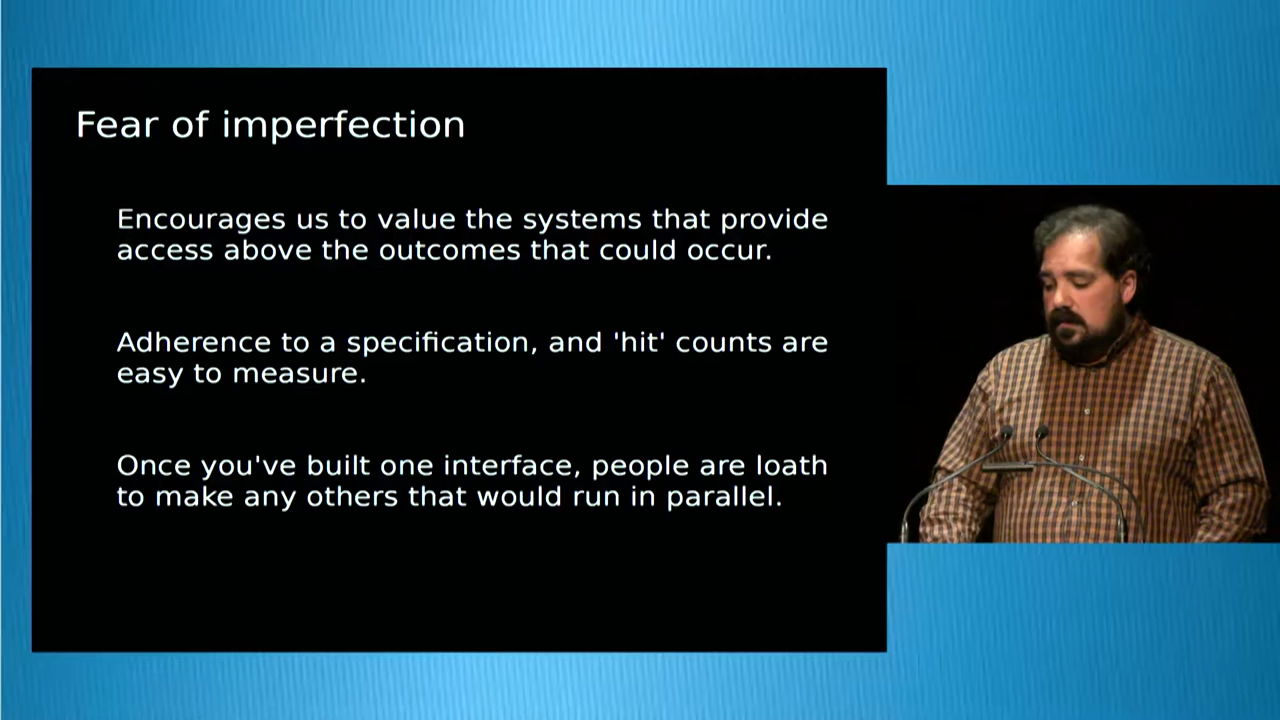 Fear of imperfection
Encourages us to value the systems that provide
access above the outcomes that could occur.
Adherence to a specification, and 'hit' counts are
easy to measure.
Once you've built one interface, people are loath
to make any others that would run in parallel.